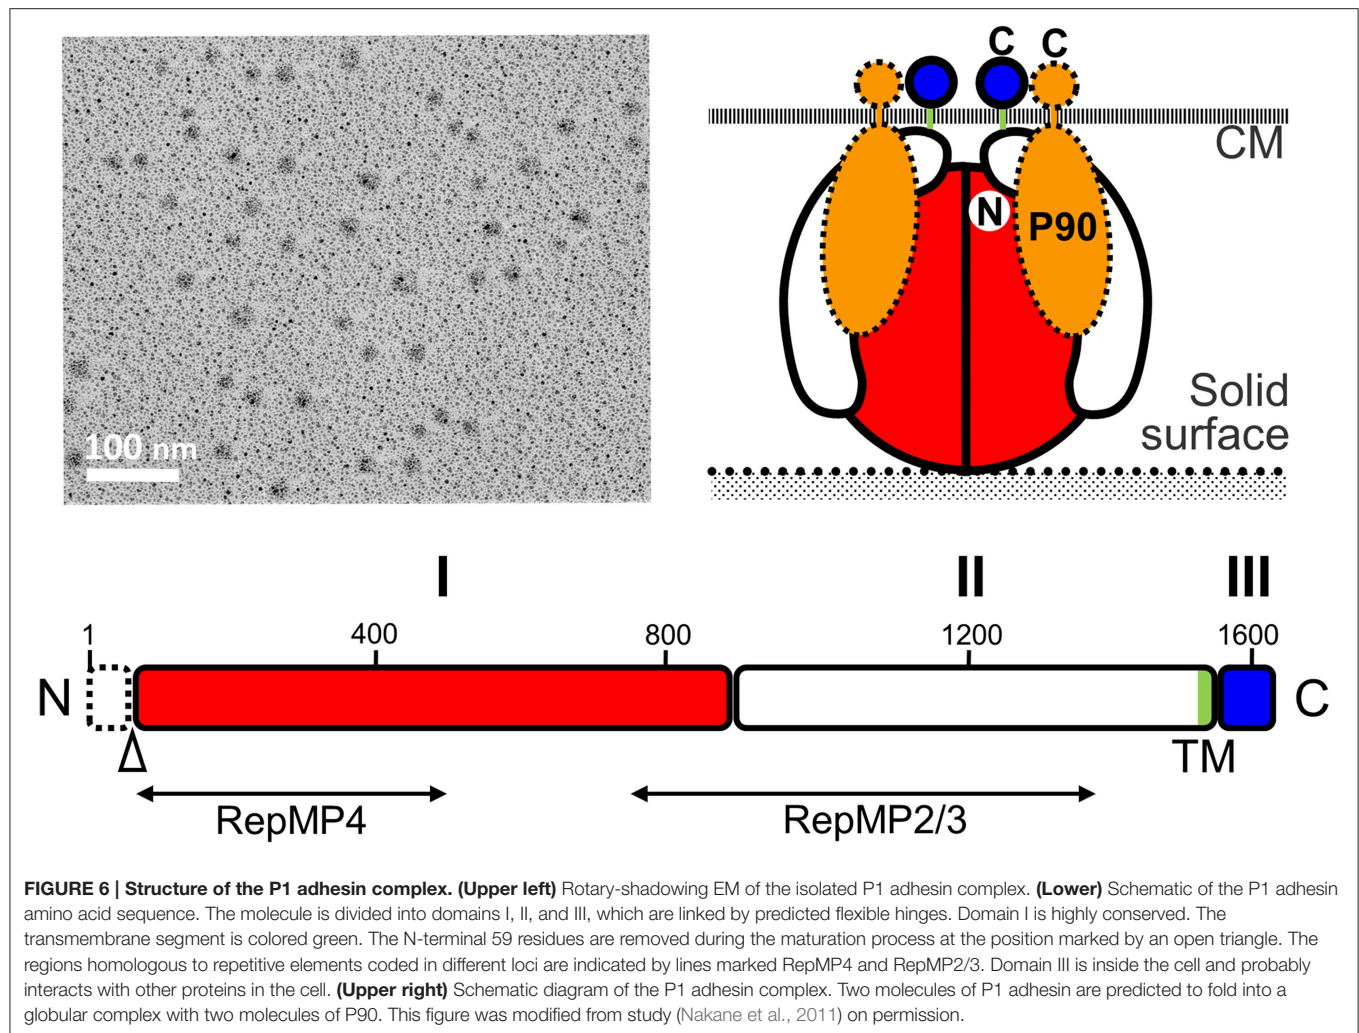 100 nm
C C
CM
N
P90
Solid
surface
I II III
1 400 800 1200 1600
N C
TM
RepMP4 RepMP2/3
FIGURE 6 | Structure of the P1 adhesin complex. (Upper left) Rotary-shadowing EM of the isolated P1 adhesin complex. (Lower) Schematic of the P1 adhesin
amino acid sequence. The molecule is divided into domains I, II, and III, which are linked by predicted flexible hinges. Domain I is highly conserved. The
transmembrane segment is colored green. The N-terminal 59 residues are removed during the maturation process at the position marked by an open triangle. The
regions homologous to repetitive elements coded in different loci are indicated by lines marked RepMP4 and RepMP2/3. Domain III is inside the cell and probably
interacts with other proteins in the cell. (Upper right) Schematic diagram of the P1 adhesin complex. Two molecules of P1 adhesin are predicted to fold into a
globular complex with two molecules of P90. This figure was modified from study (Nakane et al., 2011) on permission.